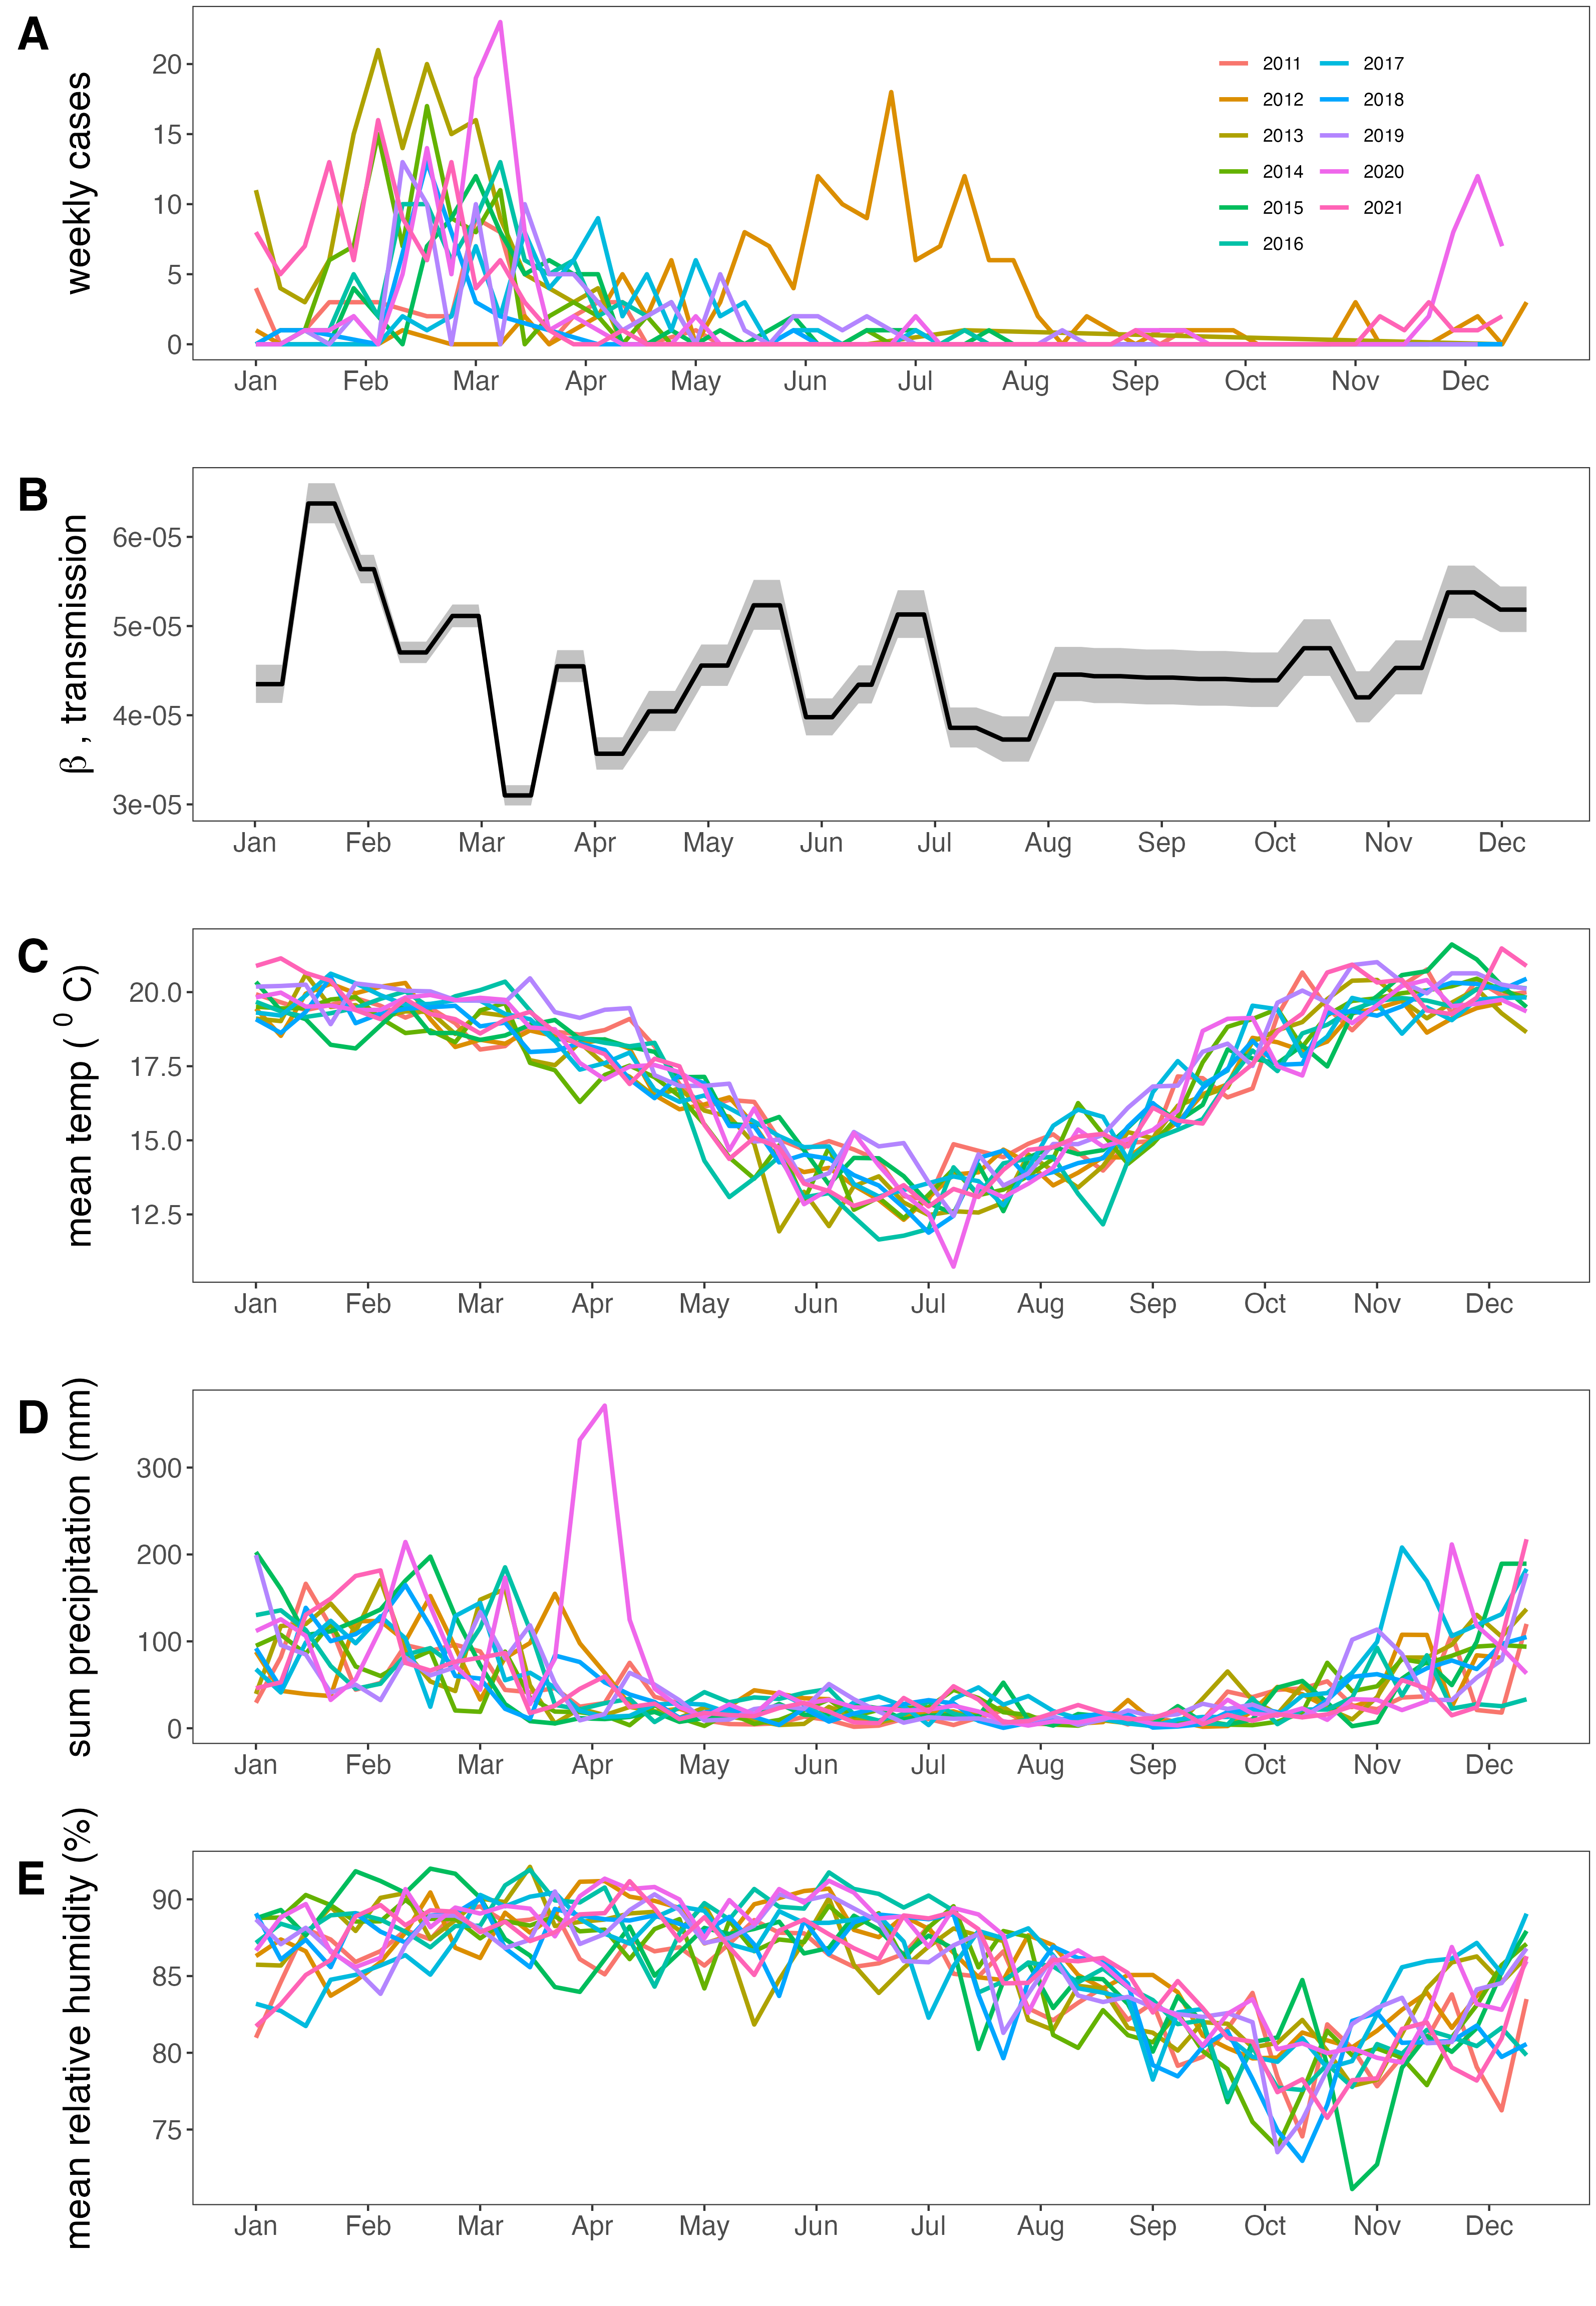 A
weekly cases
20
15
10
5
0
2011 2017
2012 2018
2013 2019
2014 2020
2015 2021
2016
Jan Feb Mar Apr May Jun Jul Aug Sep Oct Nov Dec
B
β , transmission
6e-05
5e-05
4e-05
3e-05
Jan Feb Mar Apr May Jun Jul Aug Sep Oct Nov Dec
C
mean temp ( ⁰ C)
20.0
17.5
15.0
12.5
Jan Feb Mar Apr May Jun Jul Aug Sep Oct Nov Dec
D
sum precipitation (mm)
300
200
100
0
Jan Feb Mar Apr May Jun Jul Aug Sep Oct Nov Dec
E
mean relative humidity (%)
90
85
80
75
Jan Feb Mar Apr May Jun Jul Aug Sep Oct Nov Dec